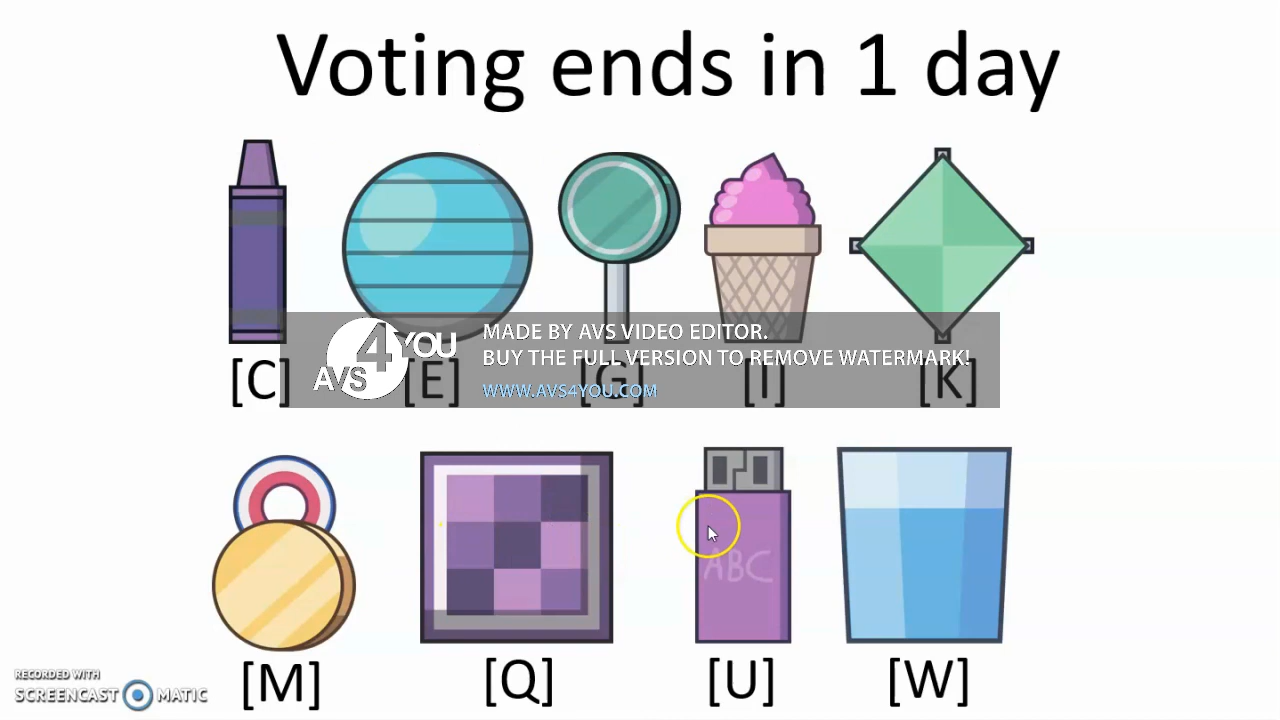 Voting ends in 1 day
MADE BY AVS VIDEO EDITOR.
BUY THE FULL VERSION TO REMOVE WATERMARK!
WWW.AVS4YOU.COM
AVS4YOU
[C] [E] [G] [I] [K]
ABC
[M] [Q] [U] [W]
RECORDED WITH
SCREENCAST MATIC